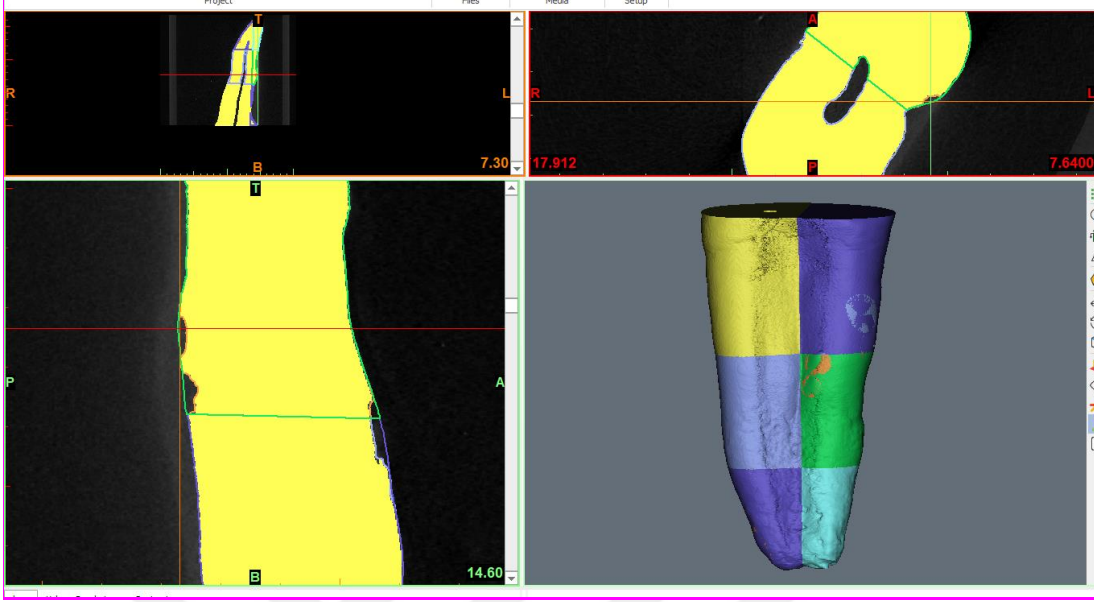 Project Files Media Setup
T
R L
B
7.30
A
R L
P
17.912 7.6400
T
P A
B
14.60